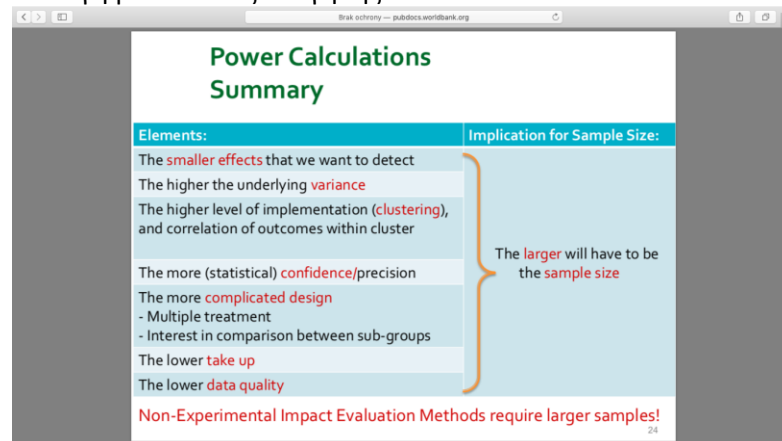 Brak ochrony — pubdocs.worldbank.org
Power Calculations
Summary
Elements:
Implication for Sample Size:
The smaller effects that we want to detect
The higher the underlying variance
The higher level of implementation (clustering),
and correlation of outcomes within cluster
The more (statistical) confidence/precision
The more complicated design
- Multiple treatment
- Interest in comparison between sub-groups
The lower take up
The lower data quality
The larger will have to be
the sample size
Non-Experimental Impact Evaluation Methods require larger samples!
24